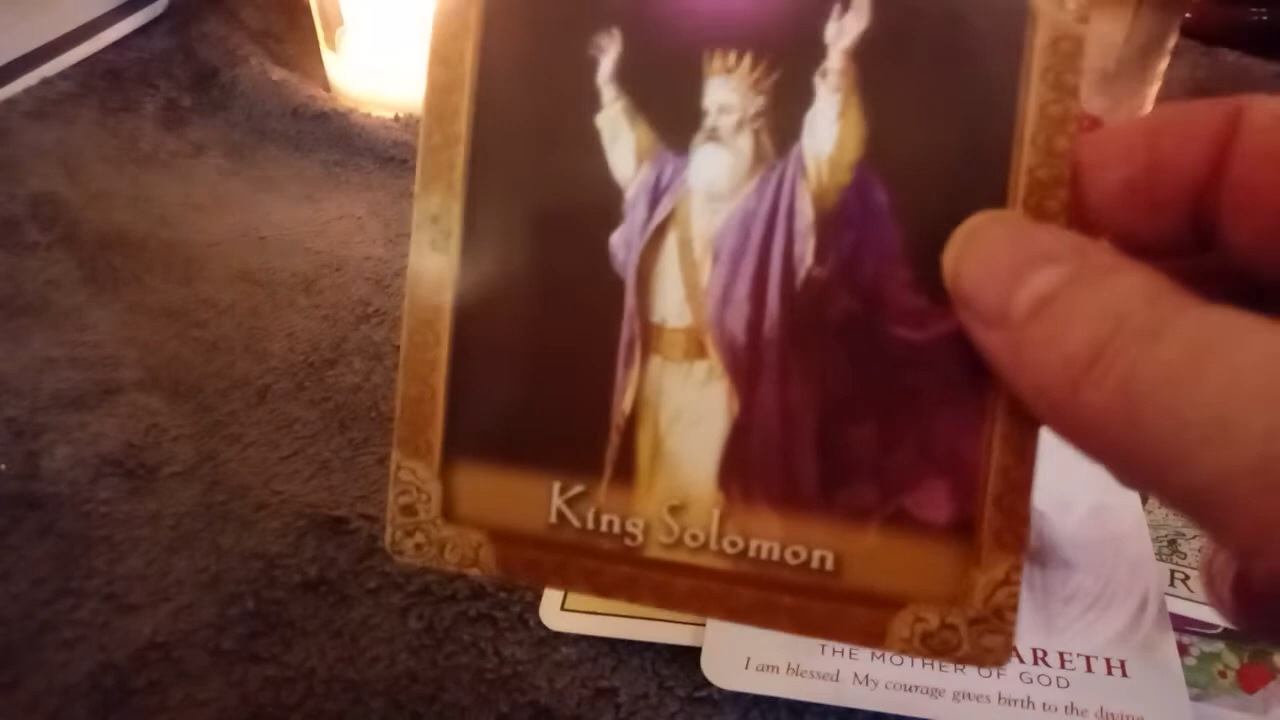 King Solomon
ARETH
THE MOTHER OF GOD
I am blessed. My courage gives birth to the divine
R